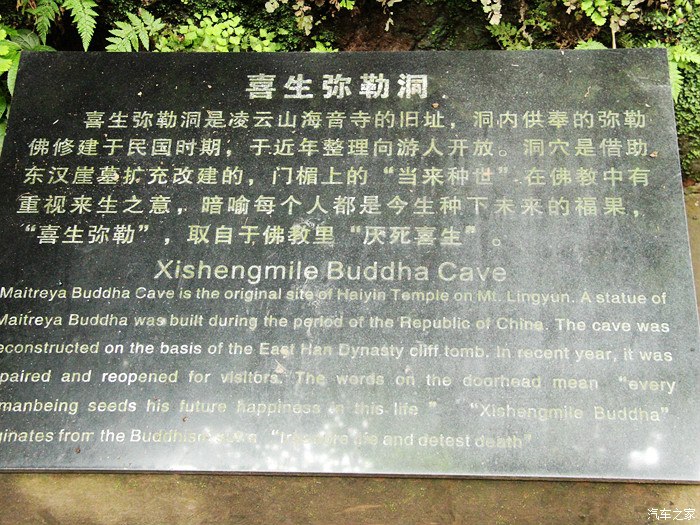 喜生弥勒洞
喜生弥勒洞是凌云山海音寺的旧址，洞内供奉的弥勒
佛修建于民国时期，于近年整理向游人开放。洞穴是借助
东汉崖墓扩充改建的，门楣上的“当来种世”在佛教中有
重视来生之意，暗喻每个人都是今生种下未来的福果，
“喜生弥勒”，取自于佛教里“厌死喜生”。
Xishengmile Buddha Cave
Maitreya Buddha Cave is the original site of Haiyin Temple on Mt. Lingyun. A statue of
Maitreya Buddha was built during the period of the Republic of China. The cave was
econstructed on the basis of the East Han Dynasty cliff tomb. In recent year, it was
paired and reopened for visitors. The words on the doorhead mean “every
manbeing seeds his future happiness in this life ” “Xishengmile Buddha”
ginates from the Buddhism and detest death”
汽车之家